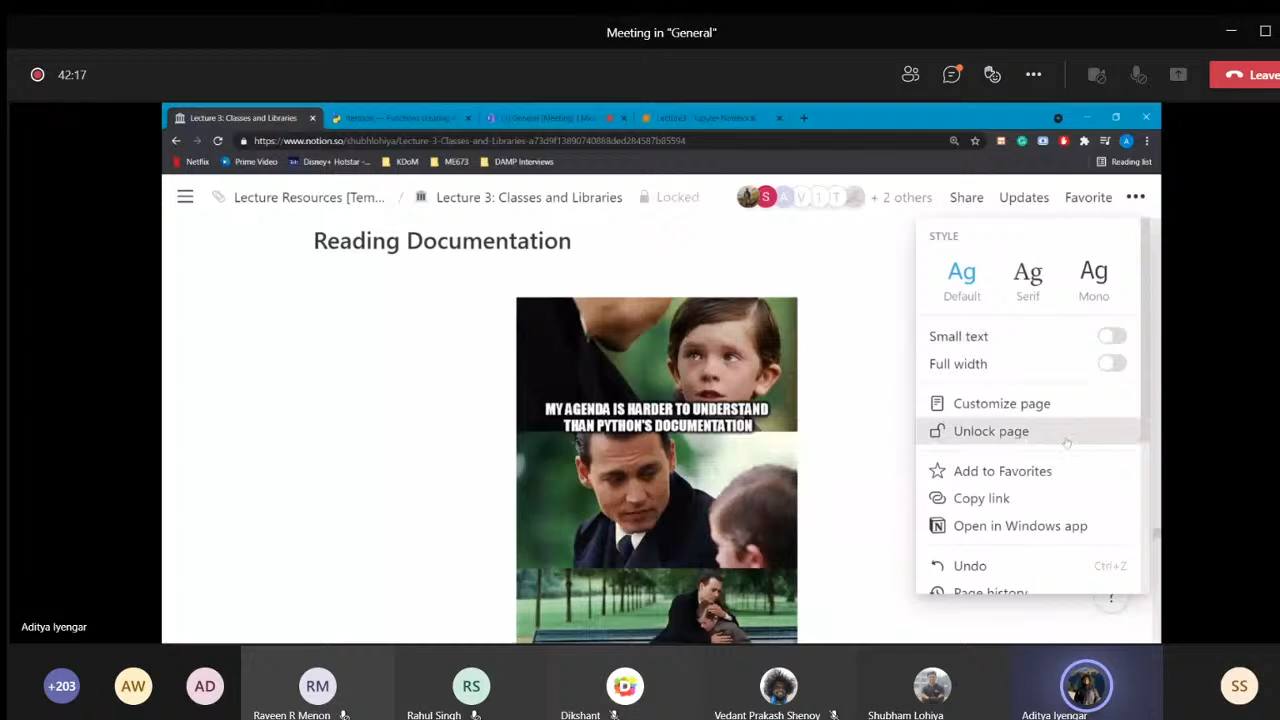 Meeting in "General"
42:17
Leave
Lecture 3: Classes and Libraries
https://www.notion.so/shubhlohiya/Lecture-3-Classes-and-Libraries-a73d9f13890740888ded284587b85594
Netflix Prime Video Disney+ Hotstar -... KDoM ME673 DAMP Interviews Reading list
Lecture Resources [Tem... / Lecture 3: Classes and Libraries Locked S A V 1 T + 2 others Share Updates Favorite
Reading Documentation
STYLE
Ag Ag Ag
Default Serif Mono
Small text
Full width
Customize page
Unlock page
Add to Favorites
Copy link
Open in Windows app
Undo Ctrl+Z
Page history
?
MY AGENDA IS HARDER TO UNDERSTAND
THAN PYTHON'S DOCUMENTATION
Aditya Iyengar
+203 AW AD RM RS D SS
Raveen R Menon Rahul Singh Dikshant Vedant Prakash Shenoy Shubham Lohiya Aditya Iyengar